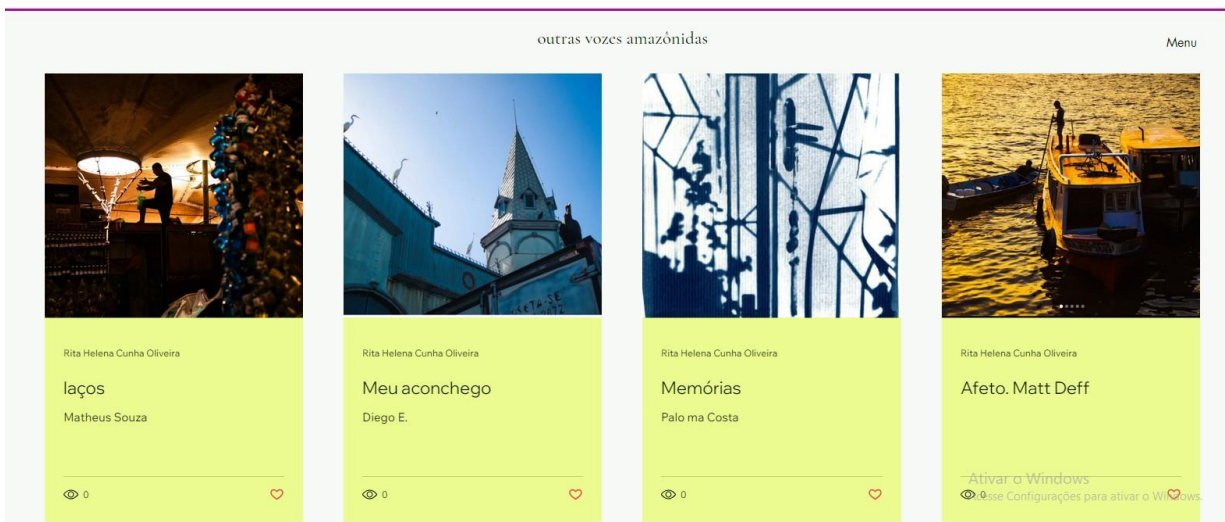 outras vozes amazônidas
Menu
Rita Helena Cunha Oliveira
laços
Matheus Souza
0
Rita Helena Cunha Oliveira
Meu aconchego
Diego E.
0
Rita Helena Cunha Oliveira
Memórias
Palo ma Costa
0
Rita Helena Cunha Oliveira
Afeto. Matt Deff
0
Ativar o Windows
Acesse Configurações para ativar o Windows.